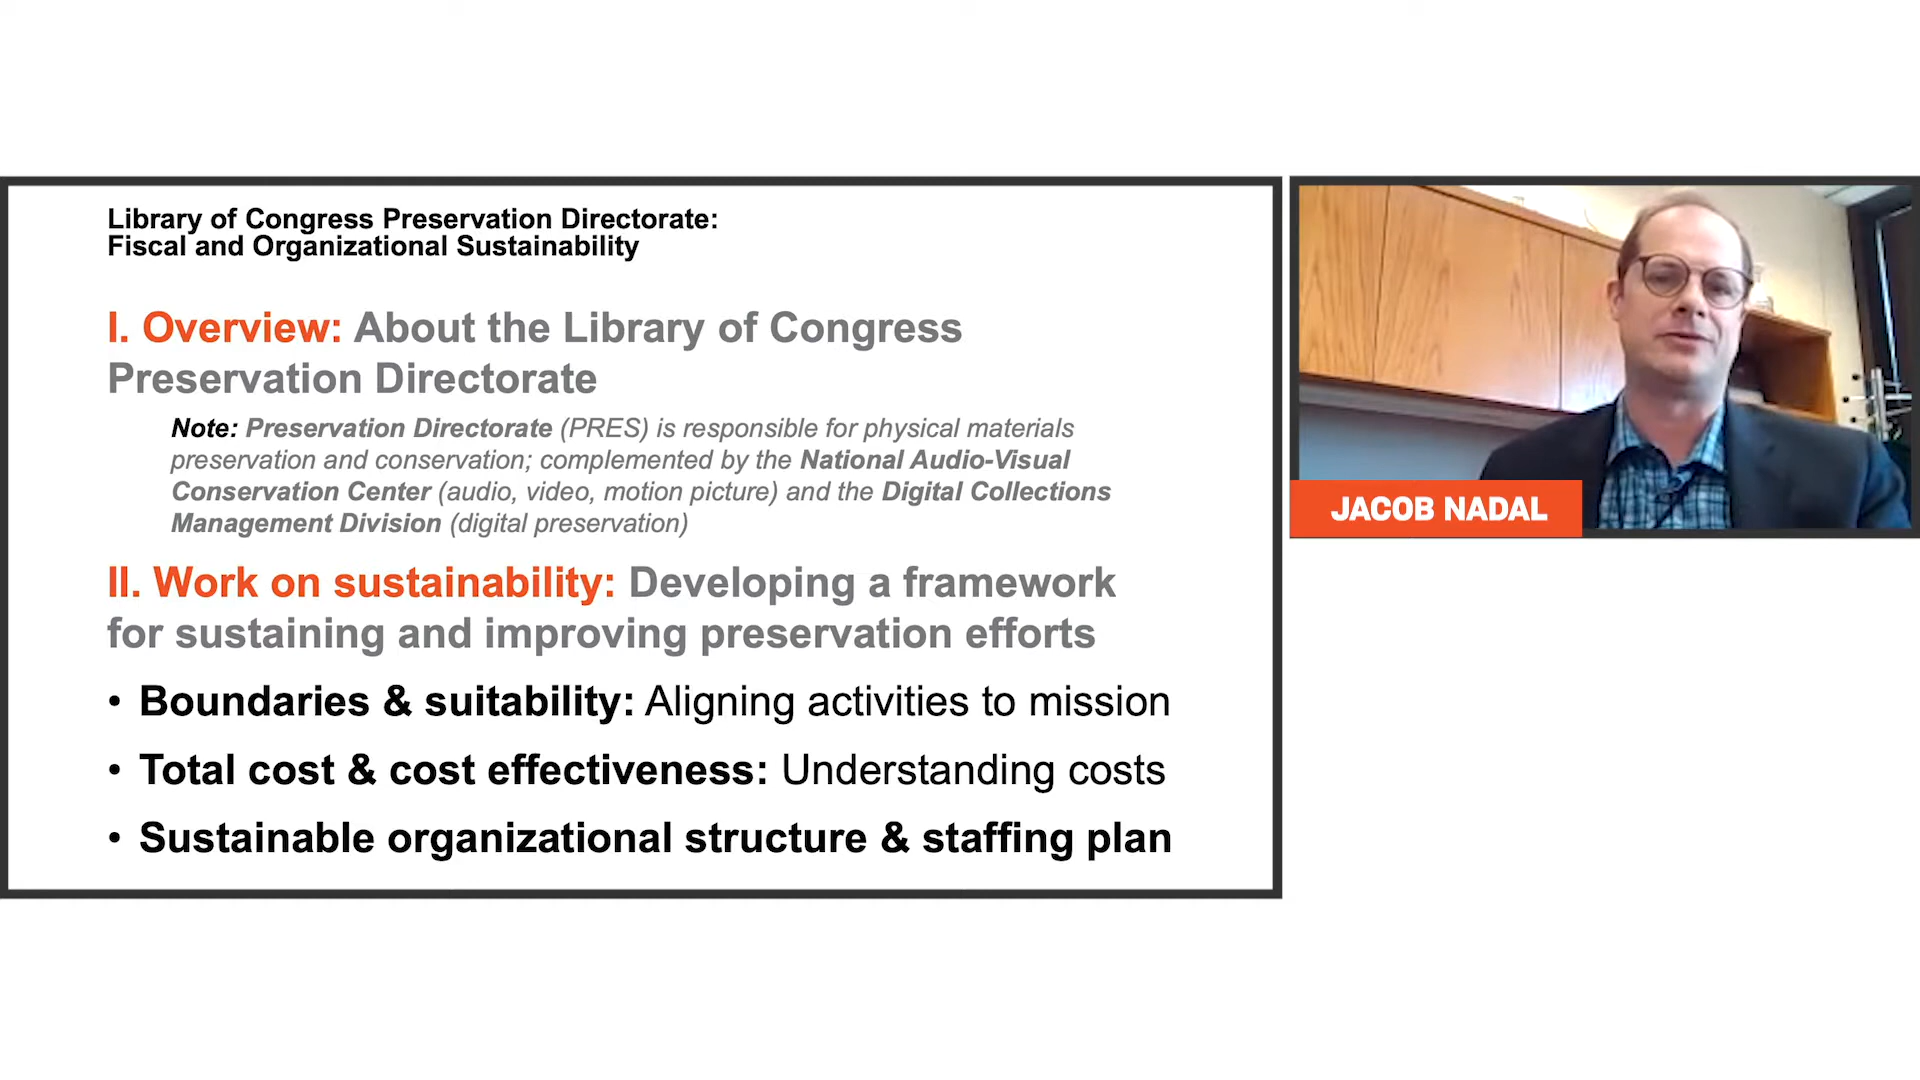 Library of Congress Preservation Directorate:
Fiscal and Organizational Sustainability
I. Overview: About the Library of Congress
Preservation Directorate
Note: Preservation Directorate (PRES) is responsible for physical materials
preservation and conservation; complemented by the National Audio-Visual
Conservation Center (audio, video, motion picture) and the Digital Collections
Management Division (digital preservation)
II. Work on sustainability: Developing a framework
for sustaining and improving preservation efforts
• Boundaries & suitability: Aligning activities to mission
• Total cost & cost effectiveness: Understanding costs
• Sustainable organizational structure & staffing plan
JACOB NADAL